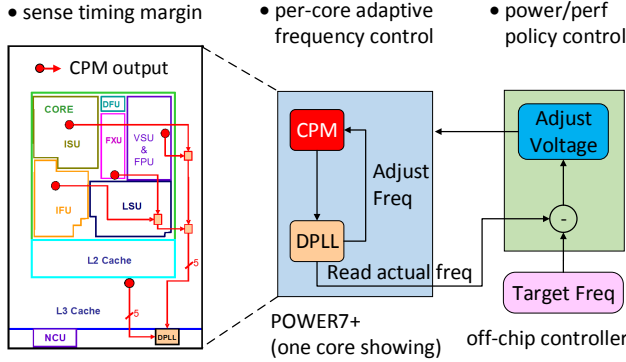 • sense timing margin
• per-core adaptive
frequency control
• power/perf
policy control
CPM output
CORE
DFU
ISU
FXU
VSU
&
FPU
IFU
LSU
L2 Cache
5
L3 Cache
5
NCU
DPLL
CPM
Adjust
Freq
DPLL
Read actual freq
POWER7+
(one core showing)
Adjust
Voltage
-
Target Freq
off-chip controller